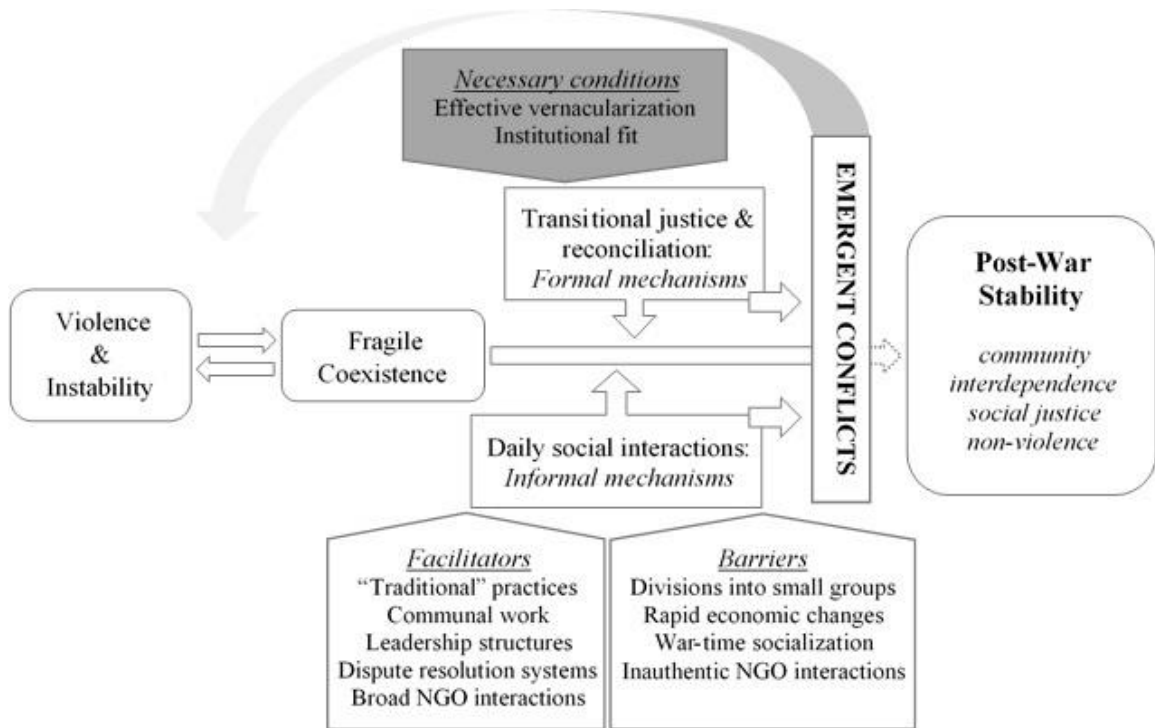 Necessary conditions
Effective vernacularization
Institutional fit
Transitional justice &
reconciliation:
Formal mechanisms
EMERGENT CONFLICTS
Post-War
Stability
community
interdependence
social justice
non-violence
Violence
&
Instability
Fragile
Coexistence
Daily social interactions:
Informal mechanisms
Facilitators
“Traditional” practices
Communal work
Leadership structures
Dispute resolution systems
Broad NGO interactions
Barriers
Divisions into small groups
Rapid economic changes
War-time socialization
Inauthentic NGO interactions